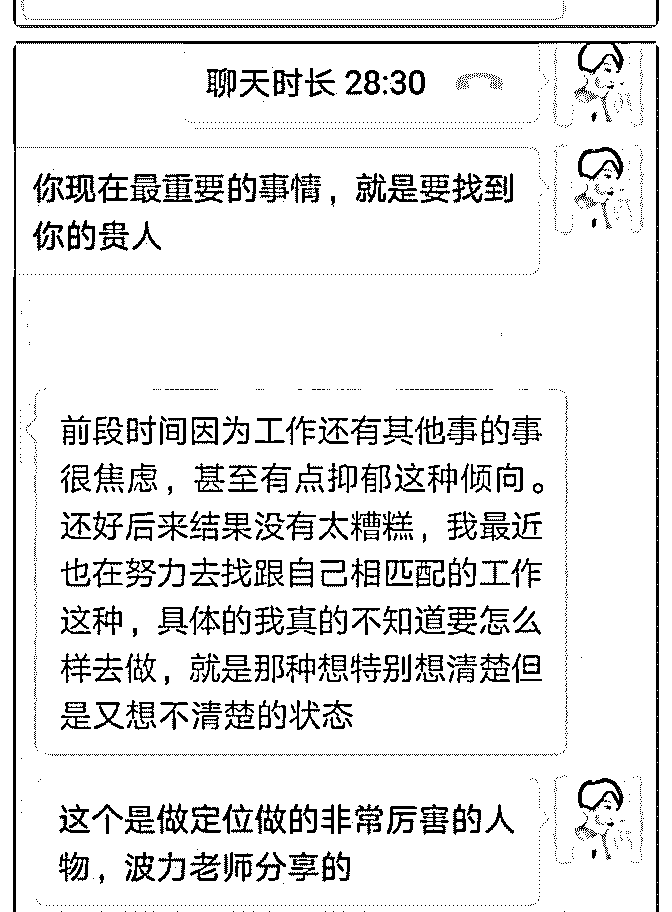 聊天时长 28:30
你现在最重要的事情，就是要找到
你的贵人
前段时间因为工作还有其他事的事
很焦虑，甚至有点抑郁这种倾向。
还好后来结果没有太糟糕，我最近
也在努力去找跟自己相匹配的工作
这种，具体的我真的不知道要怎么
样去做，就是那种想特别想清楚但
是又想不清楚的状态
这个是做定位做的非常厉害的人
物，波力老师分享的